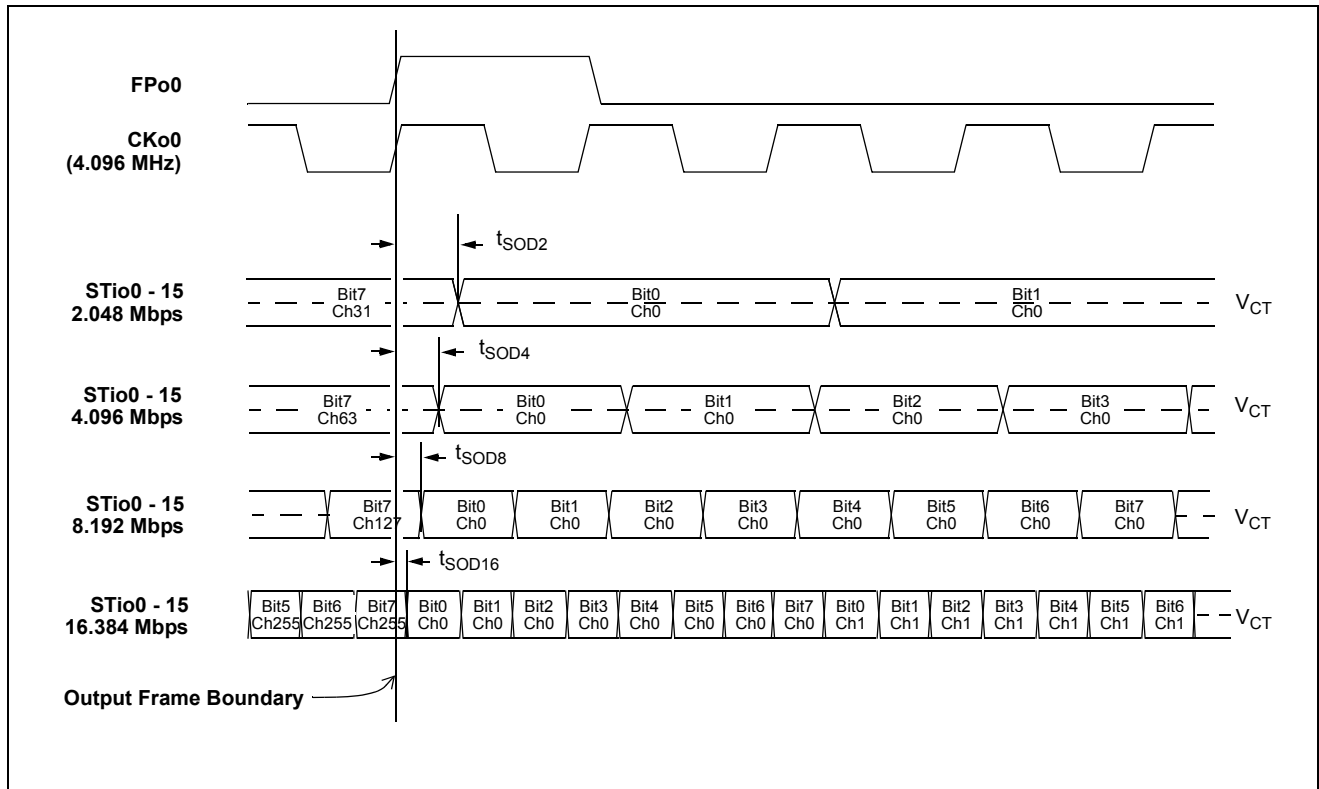 FPo0
CKo0
(4.096 MHz)
tSOD2
STio0 - 15
2.048 Mbps
Bit7
Ch31
Bit0
Ch0
Bit1
Ch0
VCT
tSOD4
STio0 - 15
4.096 Mbps
Bit7
Ch63
Bit0
Ch0
Bit1
Ch0
Bit2
Ch0
Bit3
Ch0
VCT
tSOD8
STio0 - 15
8.192 Mbps
Bit7
Ch127
Bit0
Ch0
Bit1
Ch0
Bit2
Ch0
Bit3
Ch0
Bit4
Ch0
Bit5
Ch0
Bit6
Ch0
Bit7
Ch0
VCT
tSOD16
STio0 - 15
16.384 Mbps
Bit5
Ch255
Bit6
Ch255
Bit7
Ch255
Bit0
Ch0
Bit1
Ch0
Bit2
Ch0
Bit3
Ch0
Bit4
Ch0
Bit5
Ch0
Bit6
Ch0
Bit7
Ch0
Bit0
Ch1
Bit1
Ch1
Bit2
Ch1
Bit3
Ch1
Bit4
Ch1
Bit5
Ch1
Bit6
Ch1
VCT
Output Frame Boundary